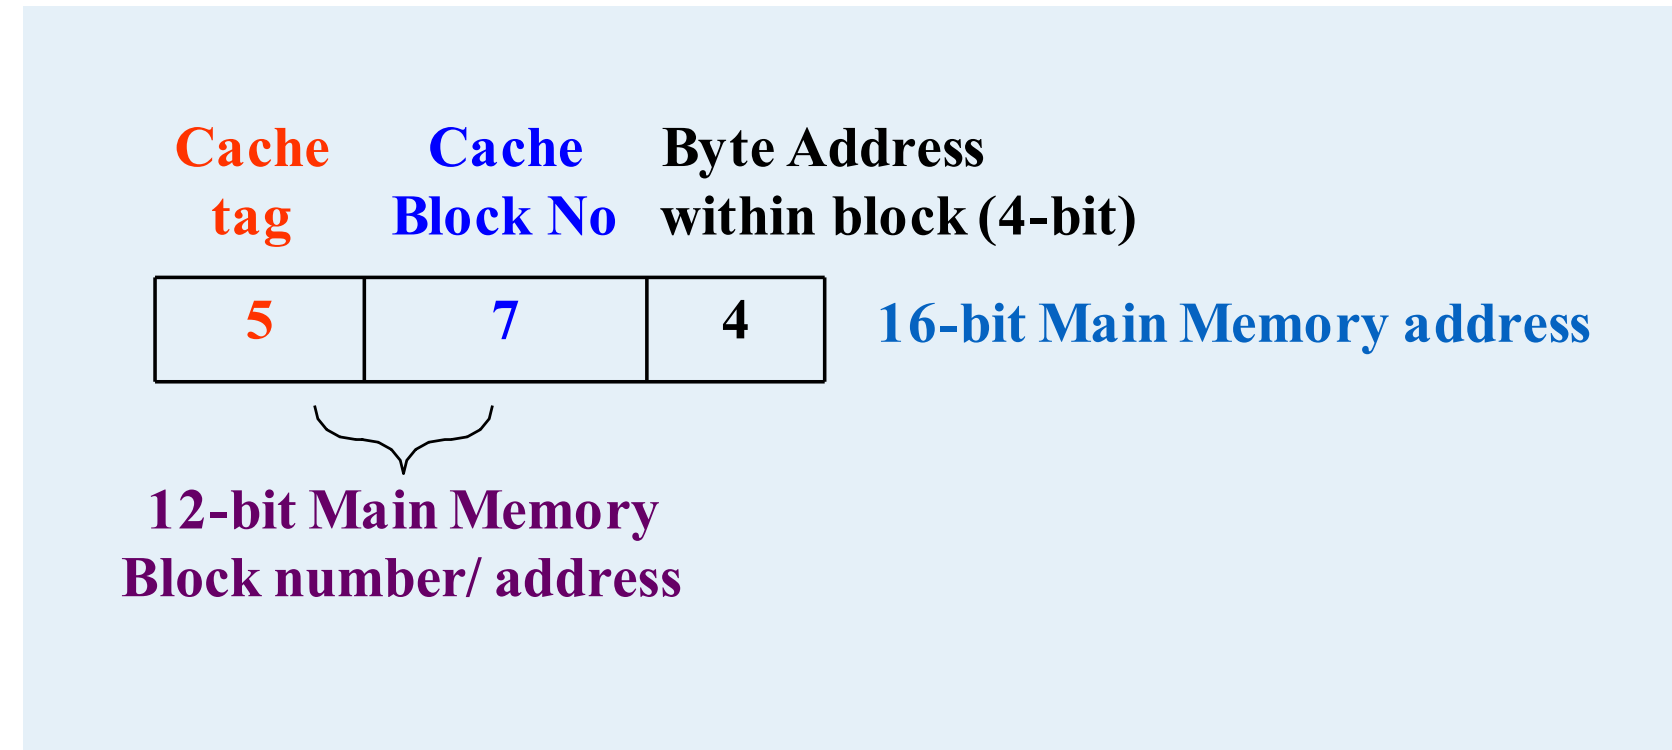 Cache
tag
Cache
Block No
Byte Address
within block (4-bit)
5 7 4
16-bit Main Memory address
12-bit Main Memory
Block number/ address